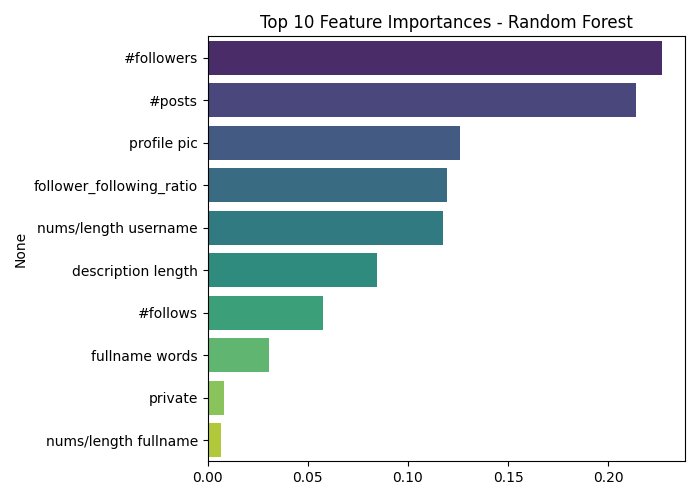 Top 10 Feature Importances - Random Forest
None
#followers
#posts
profile pic
follower_following_ratio
nums/length username
description length
#follows
fullname words
private
nums/length fullname
0.00 0.05 0.10 0.15 0.20